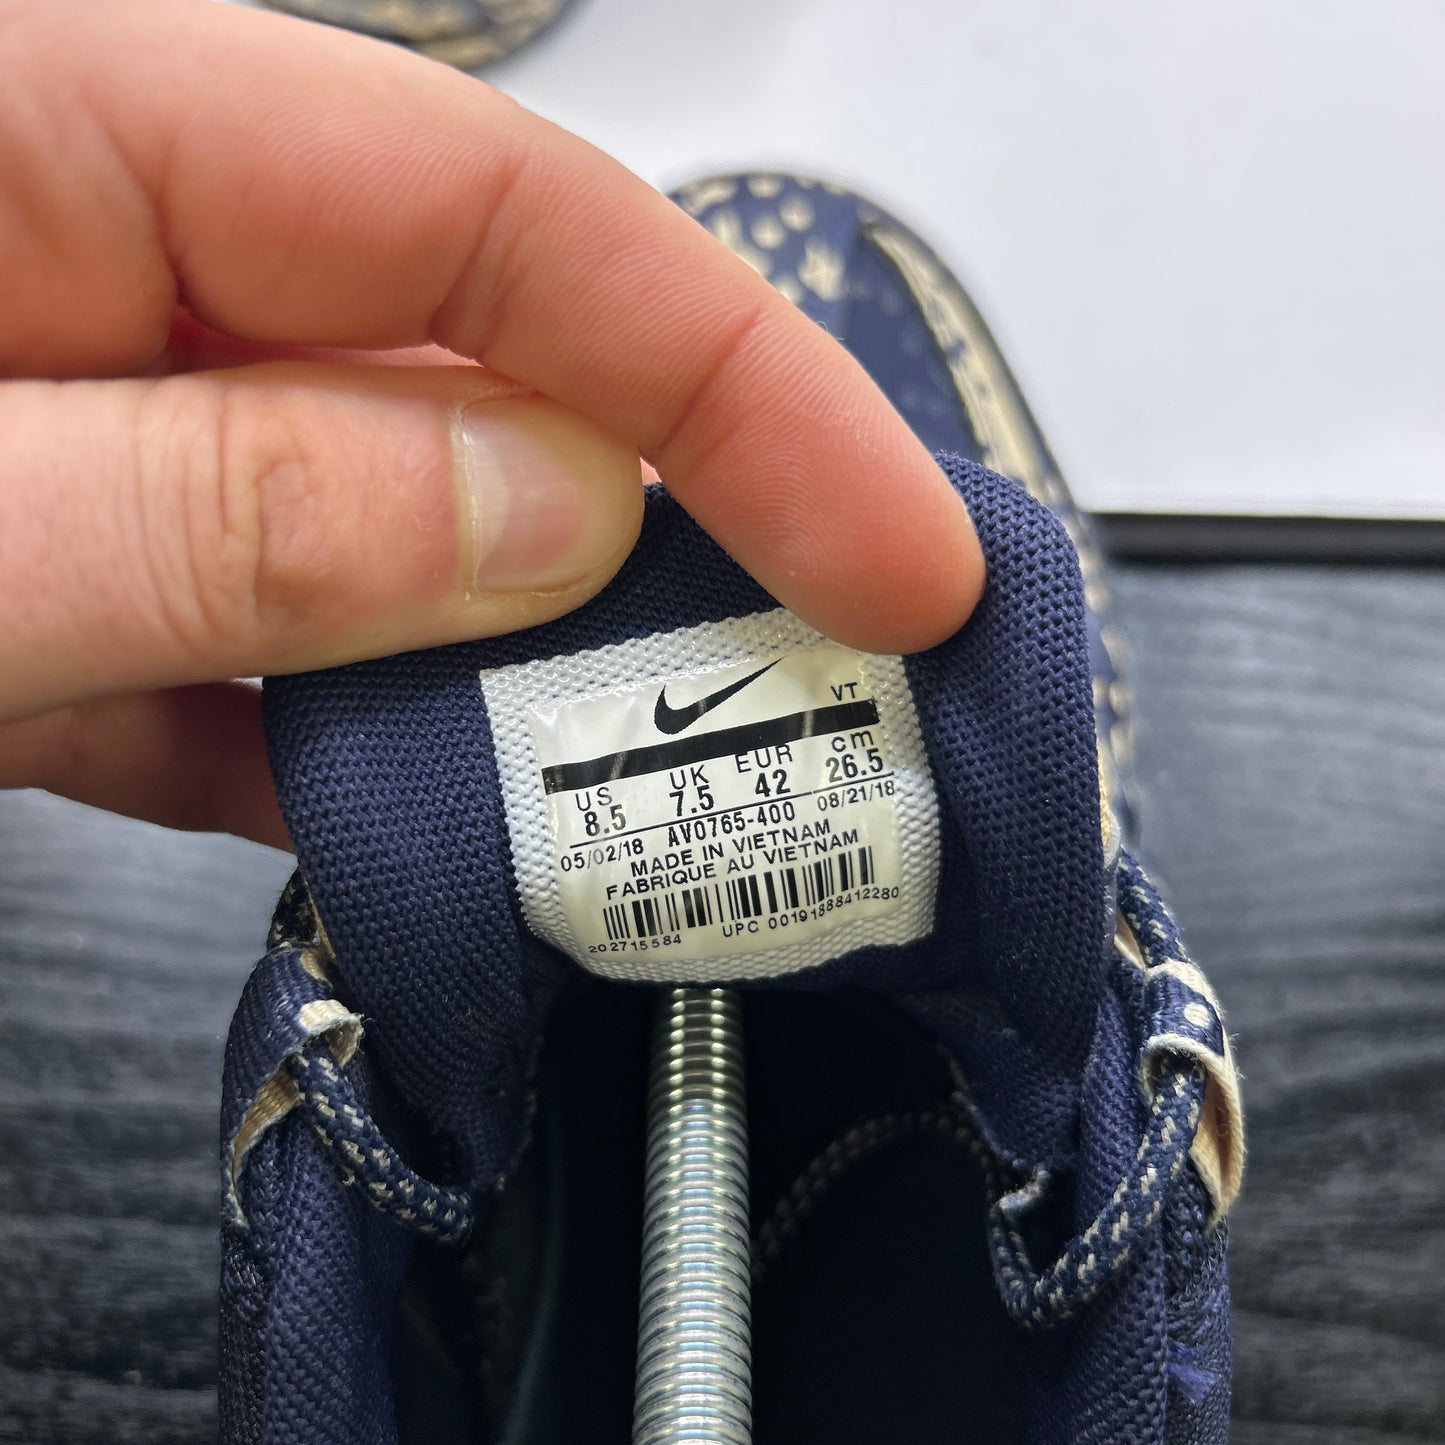 VT
US UK EUR cm
8.5 7.5 42 26.5
05/02/18 AV0765-400 08/21/18
MADE IN VIETNAM
FABRIQUE AU VIETNAM
202715584 UPC 00191888412280